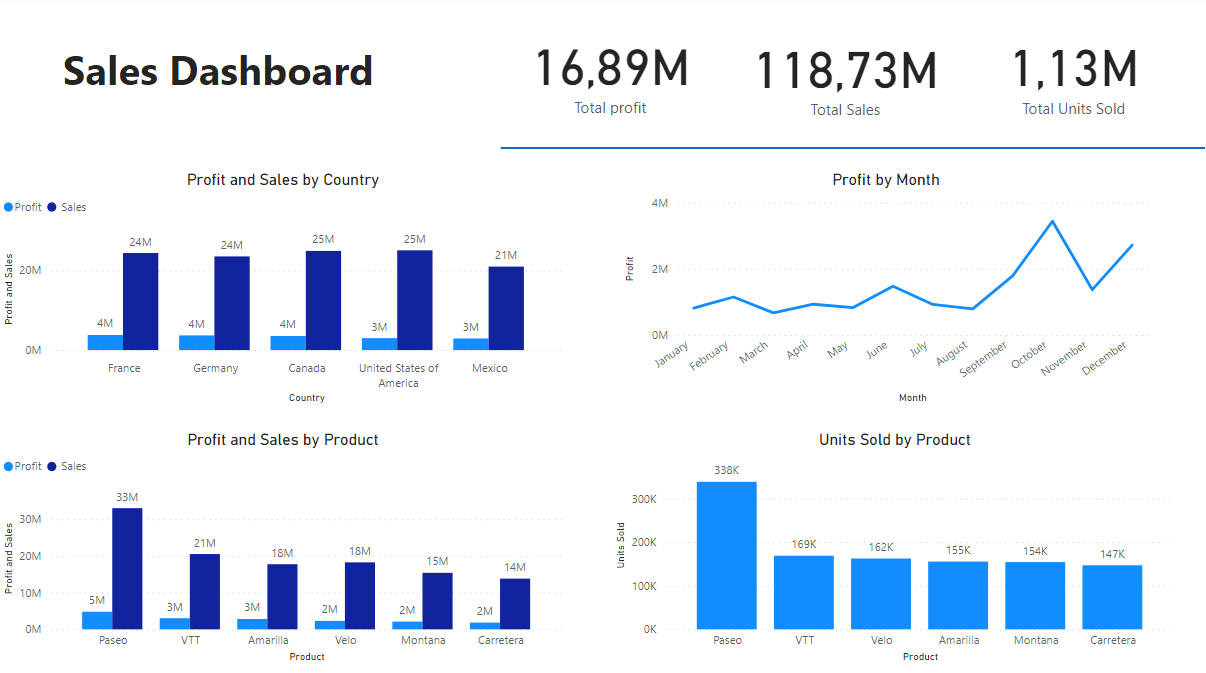 Sales Dashboard
16,89M
Total profit
118,73M
Total Sales
1,13M
Total Units Sold
Profit and Sales by Country
Profit Sales
Profit and Sales
20M
0M
4M 24M
4M 24M
4M 25M
3M 25M
3M 21M
France
Germany
Canada
United States of
America
Mexico
Country
Profit by Month
Profit
4M
2M
0M
January
February
March
April
May
June
July
August
September
October
November
December
Month
Profit and Sales by Product
Profit Sales
Profit and Sales
30M
20M
10M
0M
5M 33M
3M 21M
3M 18M
2M 18M
2M 15M
2M 14M
Paseo
VTT
Amarilla
Velo
Montana
Carretera
Product
Units Sold by Product
Units Sold
300K
200K
100K
0K
338K
169K
162K
155K
154K
147K
Paseo
VTT
Velo
Amarilla
Montana
Carretera
Product